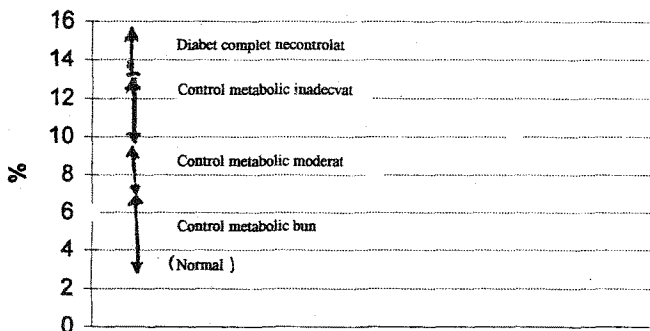 16
Diabet complet necontrolat
14
Control metabolic inadecvat
12
10
Control metabolic moderat
8
%
6
Control metabolic bun
4
(Normal)
2
0